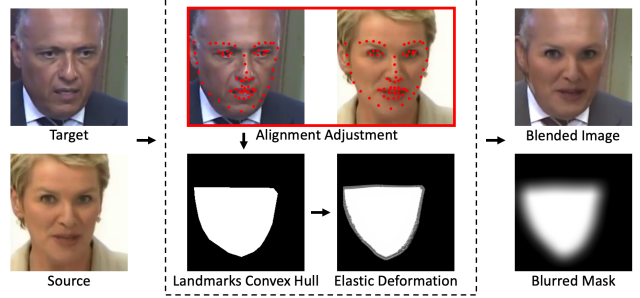 Target
Alignment Adjustment
Blended Image
Source
Landmarks Convex Hull
Elastic Deformation
Blurred Mask